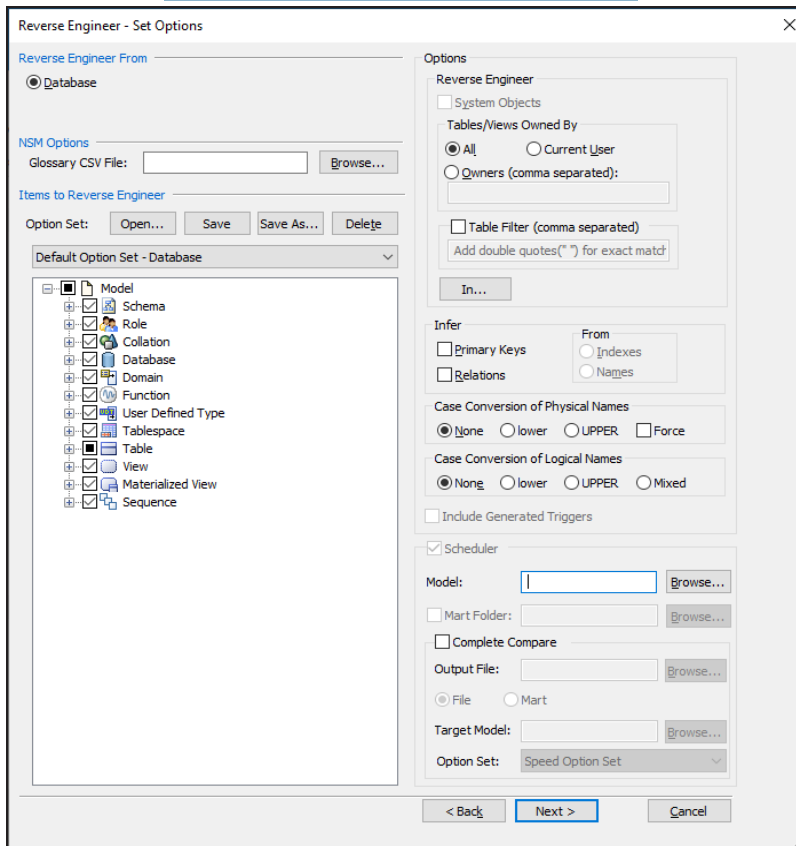 Reverse Engineer - Set Options
Reverse Engineer From
Database
NSM Options
Glossary CSV File:
Browse...
Items to Reverse Engineer
Option Set:
Open...
Save
Save As...
Delete
Default Option Set - Database
Model
Schema
Role
Collation
Database
Domain
Function
User Defined Type
Tablespace
Table
View
Materialized View
Sequence
Options
Reverse Engineer
System Objects
Tables/Views Owned By
All
Current User
Owners (comma separated):
Table Filter (comma separated)
Add double quotes(" ") for exact match
In...
Infer
Primary Keys
Relations
From
Indexes
Names
Case Conversion of Physical Names
None
lower
UPPER
Force
Case Conversion of Logical Names
None
lower
UPPER
Mixed
Include Generated Triggers
Scheduler
Model:
Browse...
Mart Folder:
Browse...
Complete Compare
Output File:
Browse...
File
Mart
Target Model:
Browse...
Option Set:
Speed Option Set
< Back
Next >
Cancel